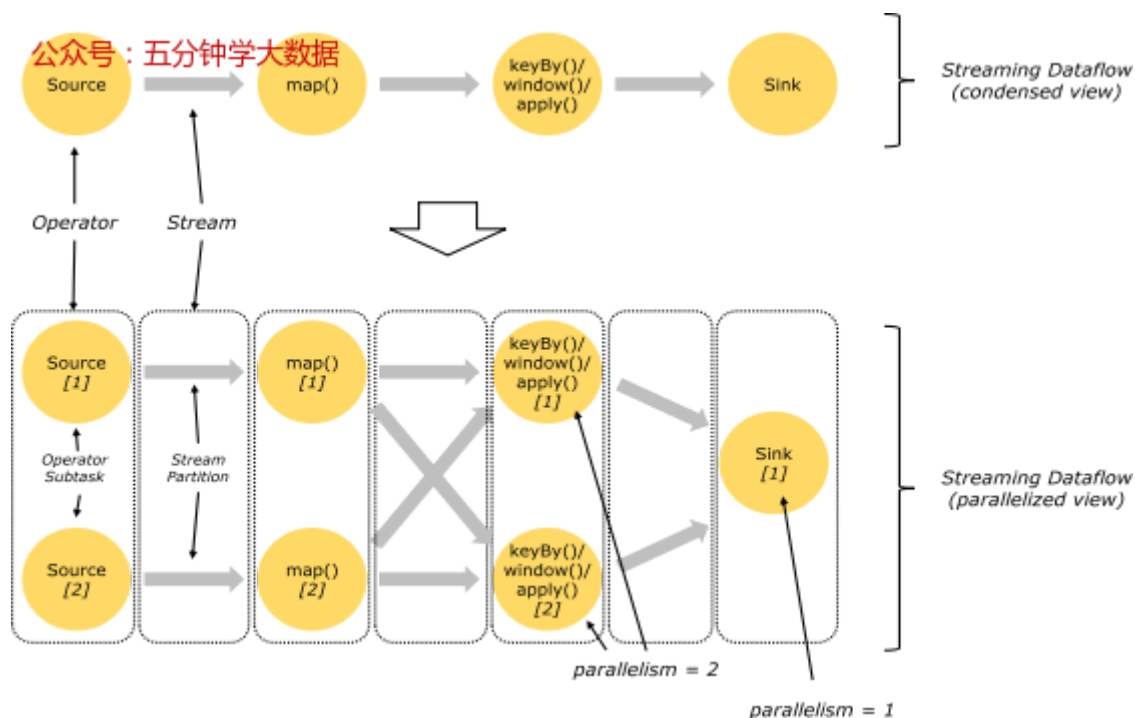 公众号：五分钟学大数据
Source
map()
keyBy()/
window()/
apply()
Sink
Streaming Dataflow
(condensed view)
Operator
Stream
Source
[1]
map()
[1]
keyBy()/
window()/
apply()
[1]
Operator
Subtask
Stream
Partition
Sink
[1]
Streaming Dataflow
(parallelized view)
Source
[2]
map()
[2]
keyBy()/
window()/
apply()
[2]
parallelism = 2
parallelism = 1